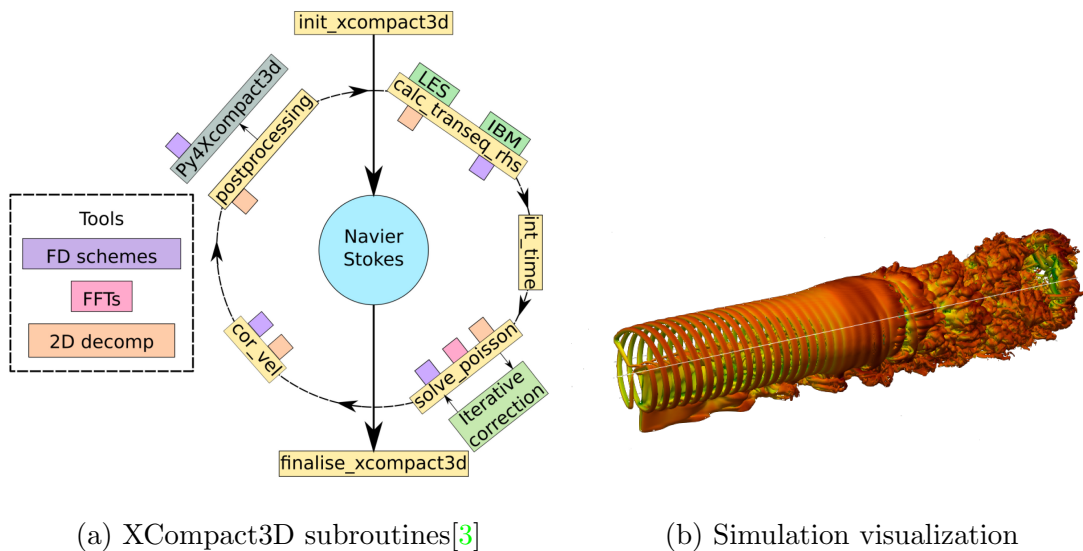 init_xcompact3d
LES
calc_transeq_rhs
IBM
Py4Xcompact3d
postprocessing
int_time
Navier
Stokes
Tools
FD schemes
FFTs
2D decomp
cor_vel
solve_poisson
Iterative
correction
finalise_xcompact3d
(a) XCompact3D subroutines[3]
(b) Simulation visualization